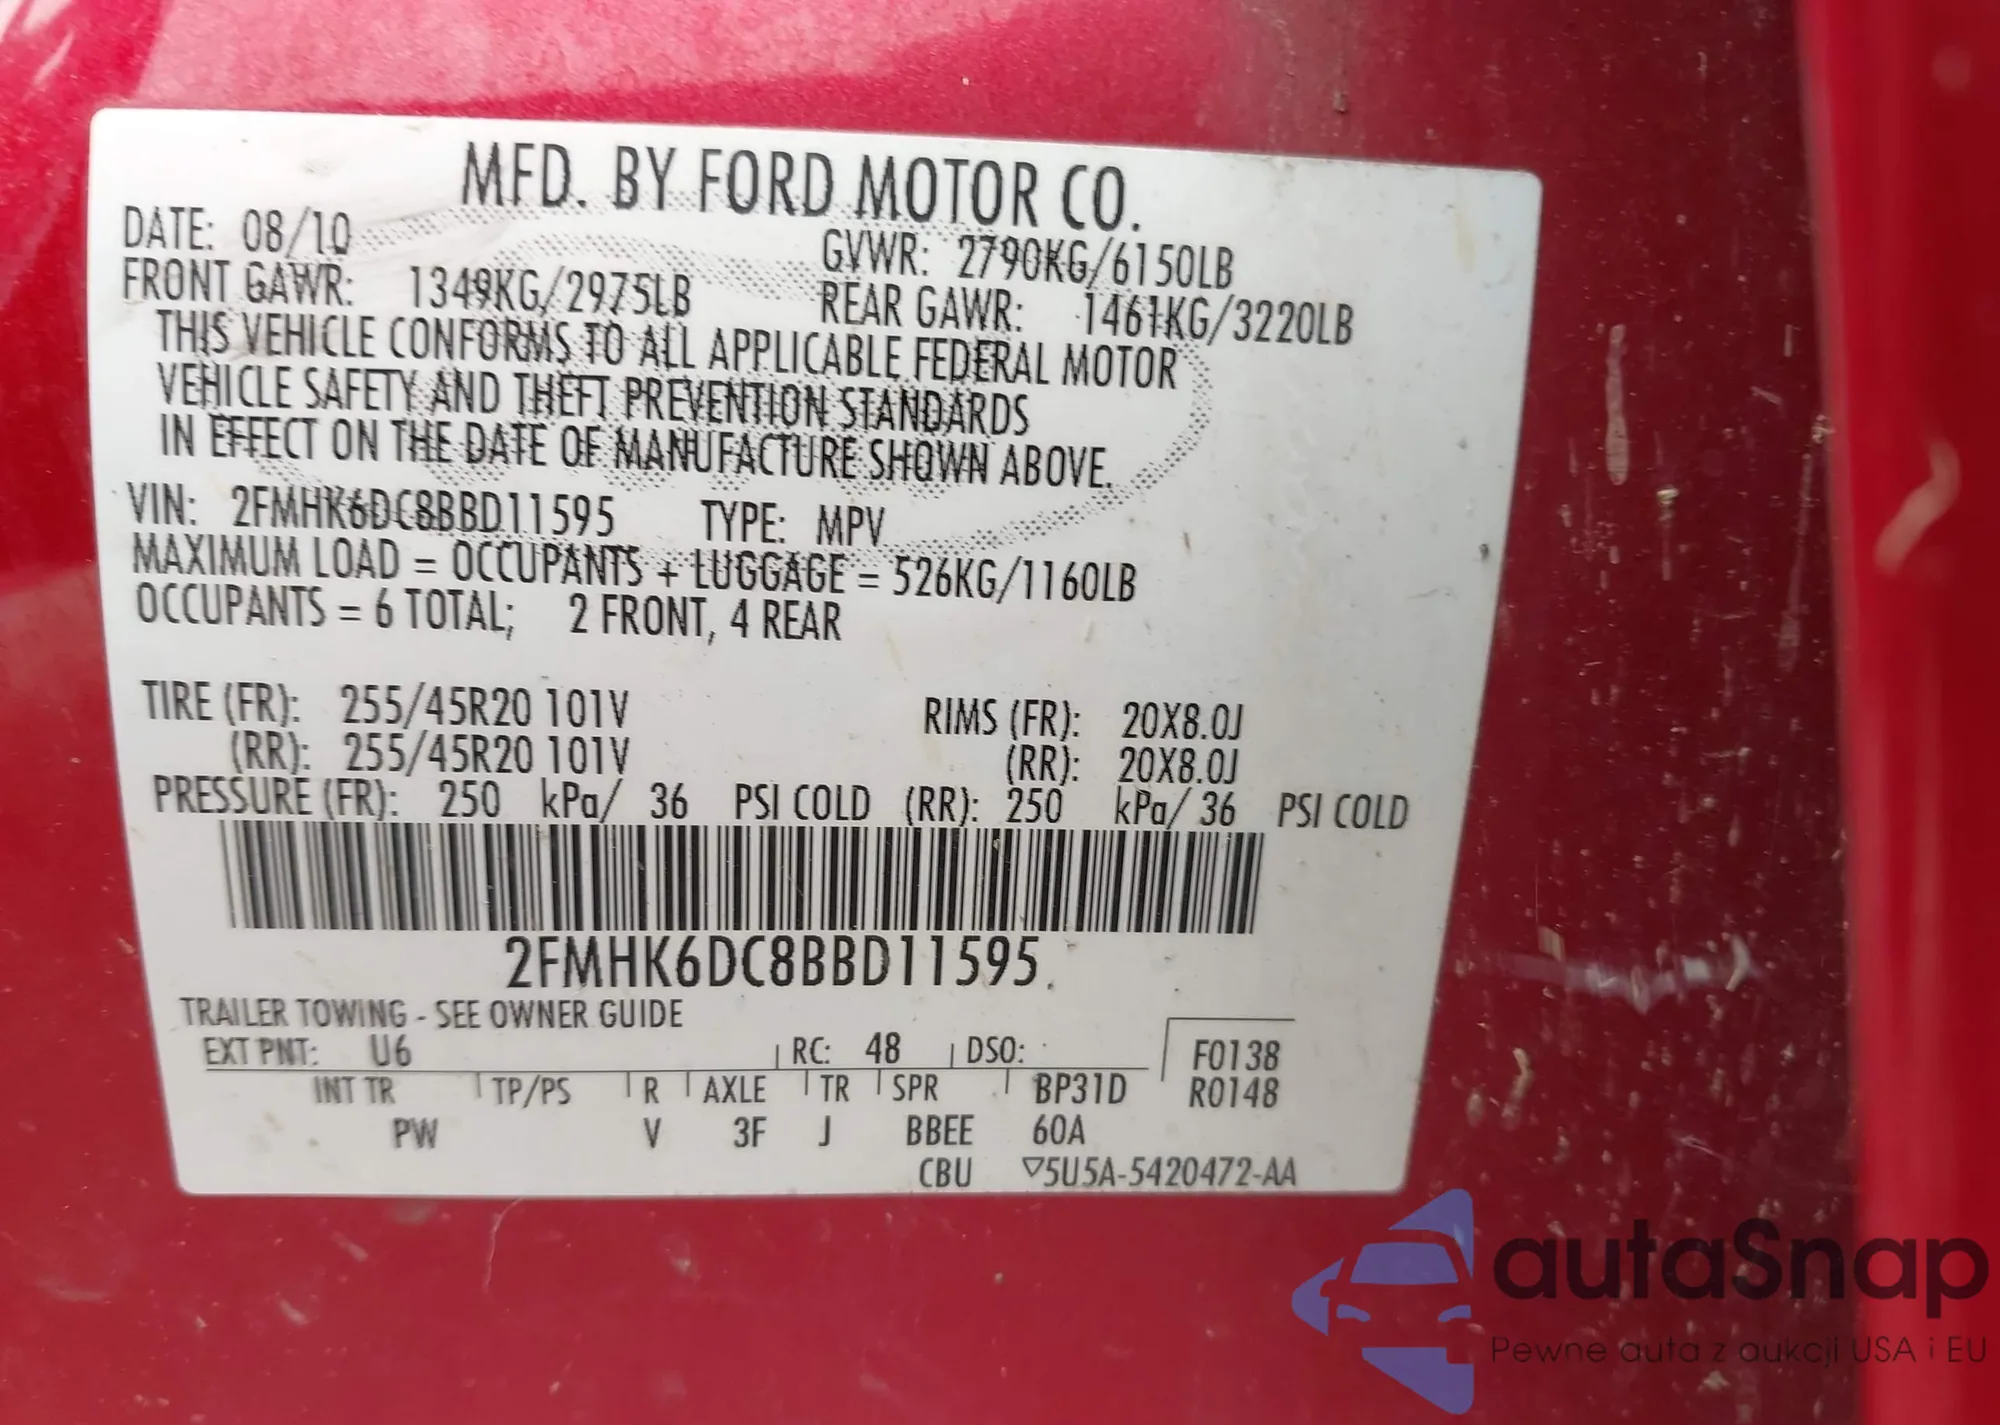 MFD. BY FORD MOTOR CO.
DATE: 08/10 GVWR: 2790KG/6150LB
FRONT GAWR: 1349KG/2975LB REAR GAWR: 1461KG/3220LB
THIS VEHICLE CONFORMS TO ALL APPLICABLE FEDERAL MOTOR
VEHICLE SAFETY AND THEFT PREVENTION STANDARDS
IN EFFECT ON THE DATE OF MANUFACTURE SHOWN ABOVE.
VIN: 2FMHK6DC8BBD11595 TYPE: MPV
MAXIMUM LOAD = OCCUPANTS + LUGGAGE = 526KG/1160LB
OCCUPANTS = 6 TOTAL; 2 FRONT, 4 REAR
TIRE (FR): 255/45R20 101V RIMS (FR): 20X8.0J
(RR): 255/45R20 101V (RR): 20X8.0J
PRESSURE (FR): 250 kPa/ 36 PSI COLD (RR): 250 kPa/ 36 PSI COLD
2FMHK6DC8BBD11595
TRAILER TOWING - SEE OWNER GUIDE
EXT PNT: U6 RC: 48 DSO: F0138
INT TR TP/PS R AXLE TR SPR BP31D R0148
PW V 3F J BBEE 60A
CBU ▽5U5A-5420472-AA
autaSnap
Pewne auta z aukcji USA i EU